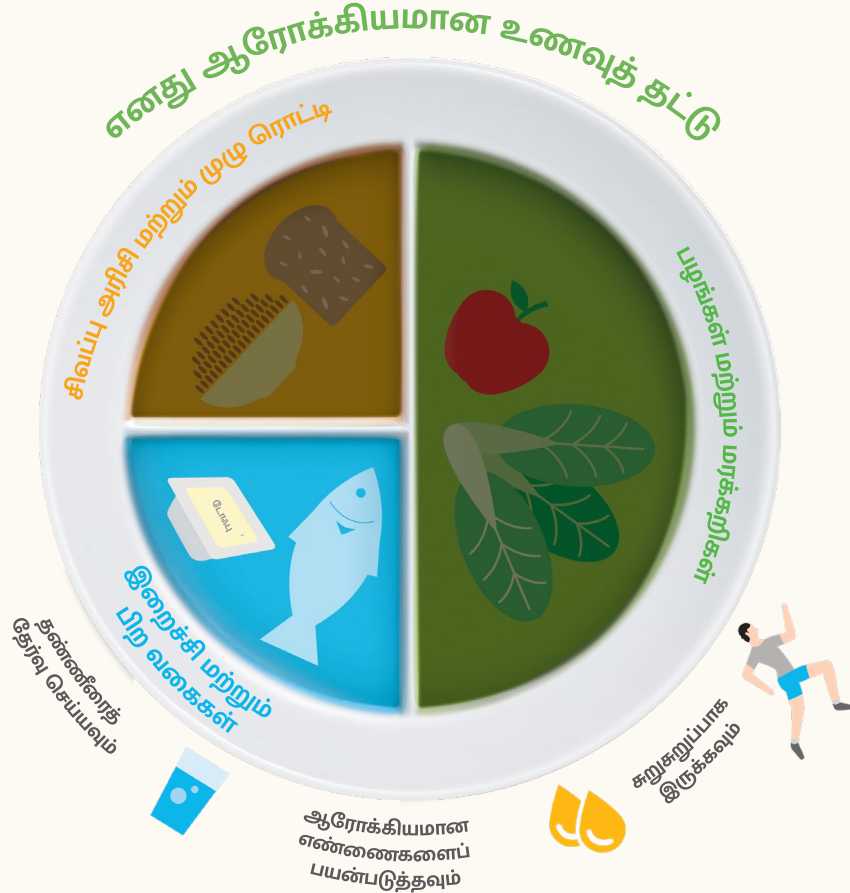 எனது ஆரோக்கியமான உணவுத் தட்டு
சிவப்பு அரிசி மற்றும் முழு ரொட்டி
பழங்கள் மற்றும் மரக்கறிகள்
டோஃபு
இறைச்சி மற்றும்
பிற வகைகள்
தண்ணீரைத்
தேர்வு செய்யவும்
ஆரோக்கியமான
எண்ணைகளைப்
பயன்படுத்தவும்
சுறுசுறுப்பாக
இருக்கவும்